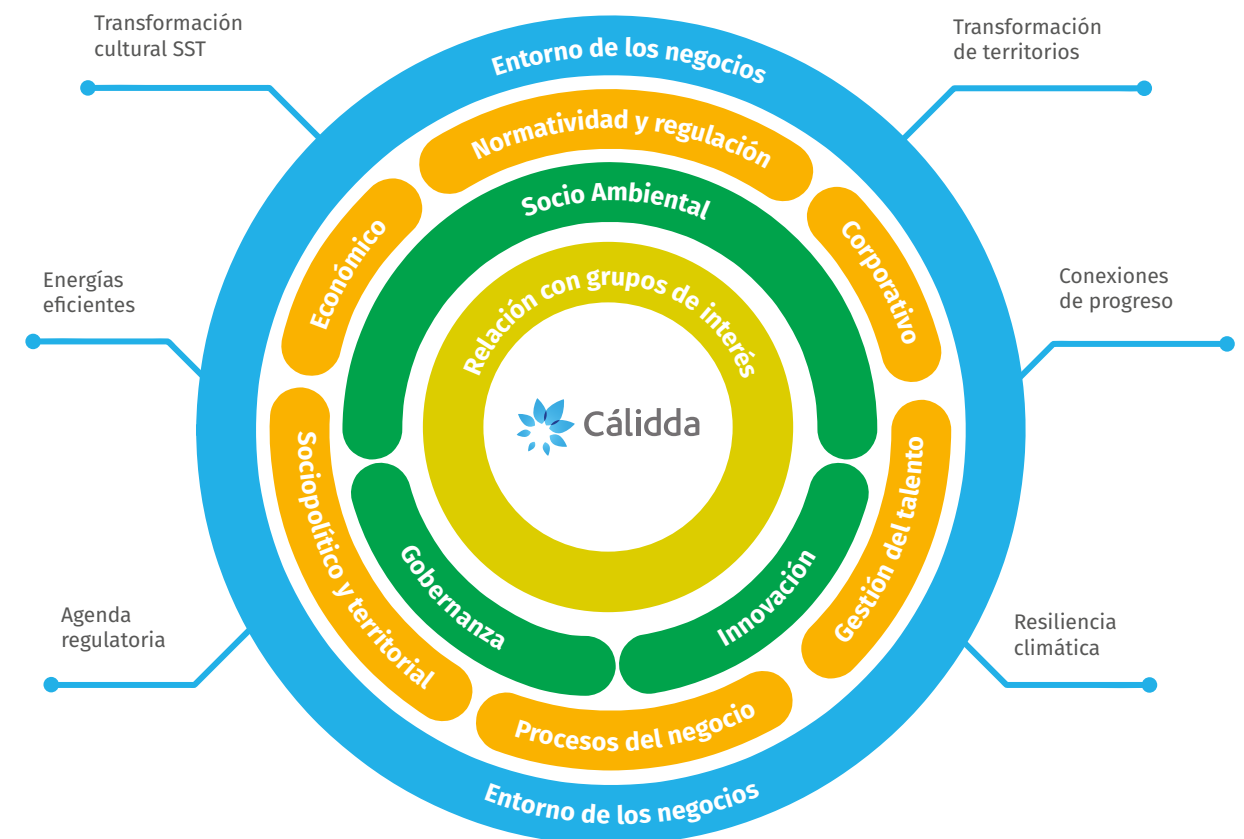 Transformación
cultural SST
Transformación
de territorios
Energías
eficientes
Conexiones
de progreso
Agenda
regulatoria
Resiliencia
climática
Entorno de los negocios
Normatividad y regulación
Económico
Corporativo
Socio Ambiental
Relación con grupos de interés
Cálidda
Sociopolítico y territorial
Gestión del talento
Gobernanza
Innovación
Procesos del negocio
Entorno de los negocios